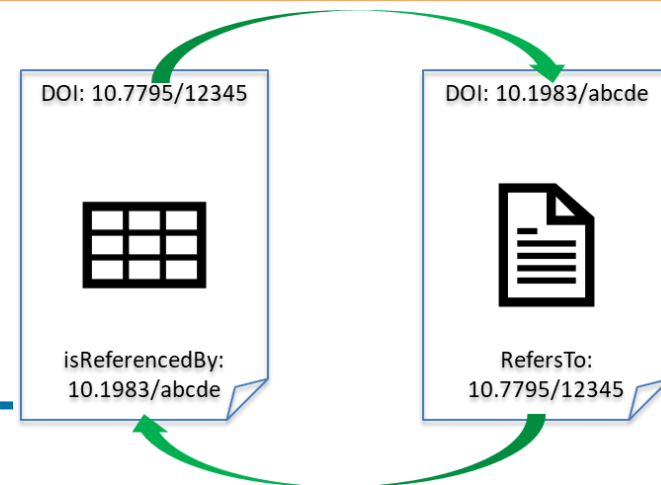 DOI: 10.7795/12345
isReferencedBy:
10.1983/abcde
DOI: 10.1983/abcde
RefersTo:
10.7795/12345